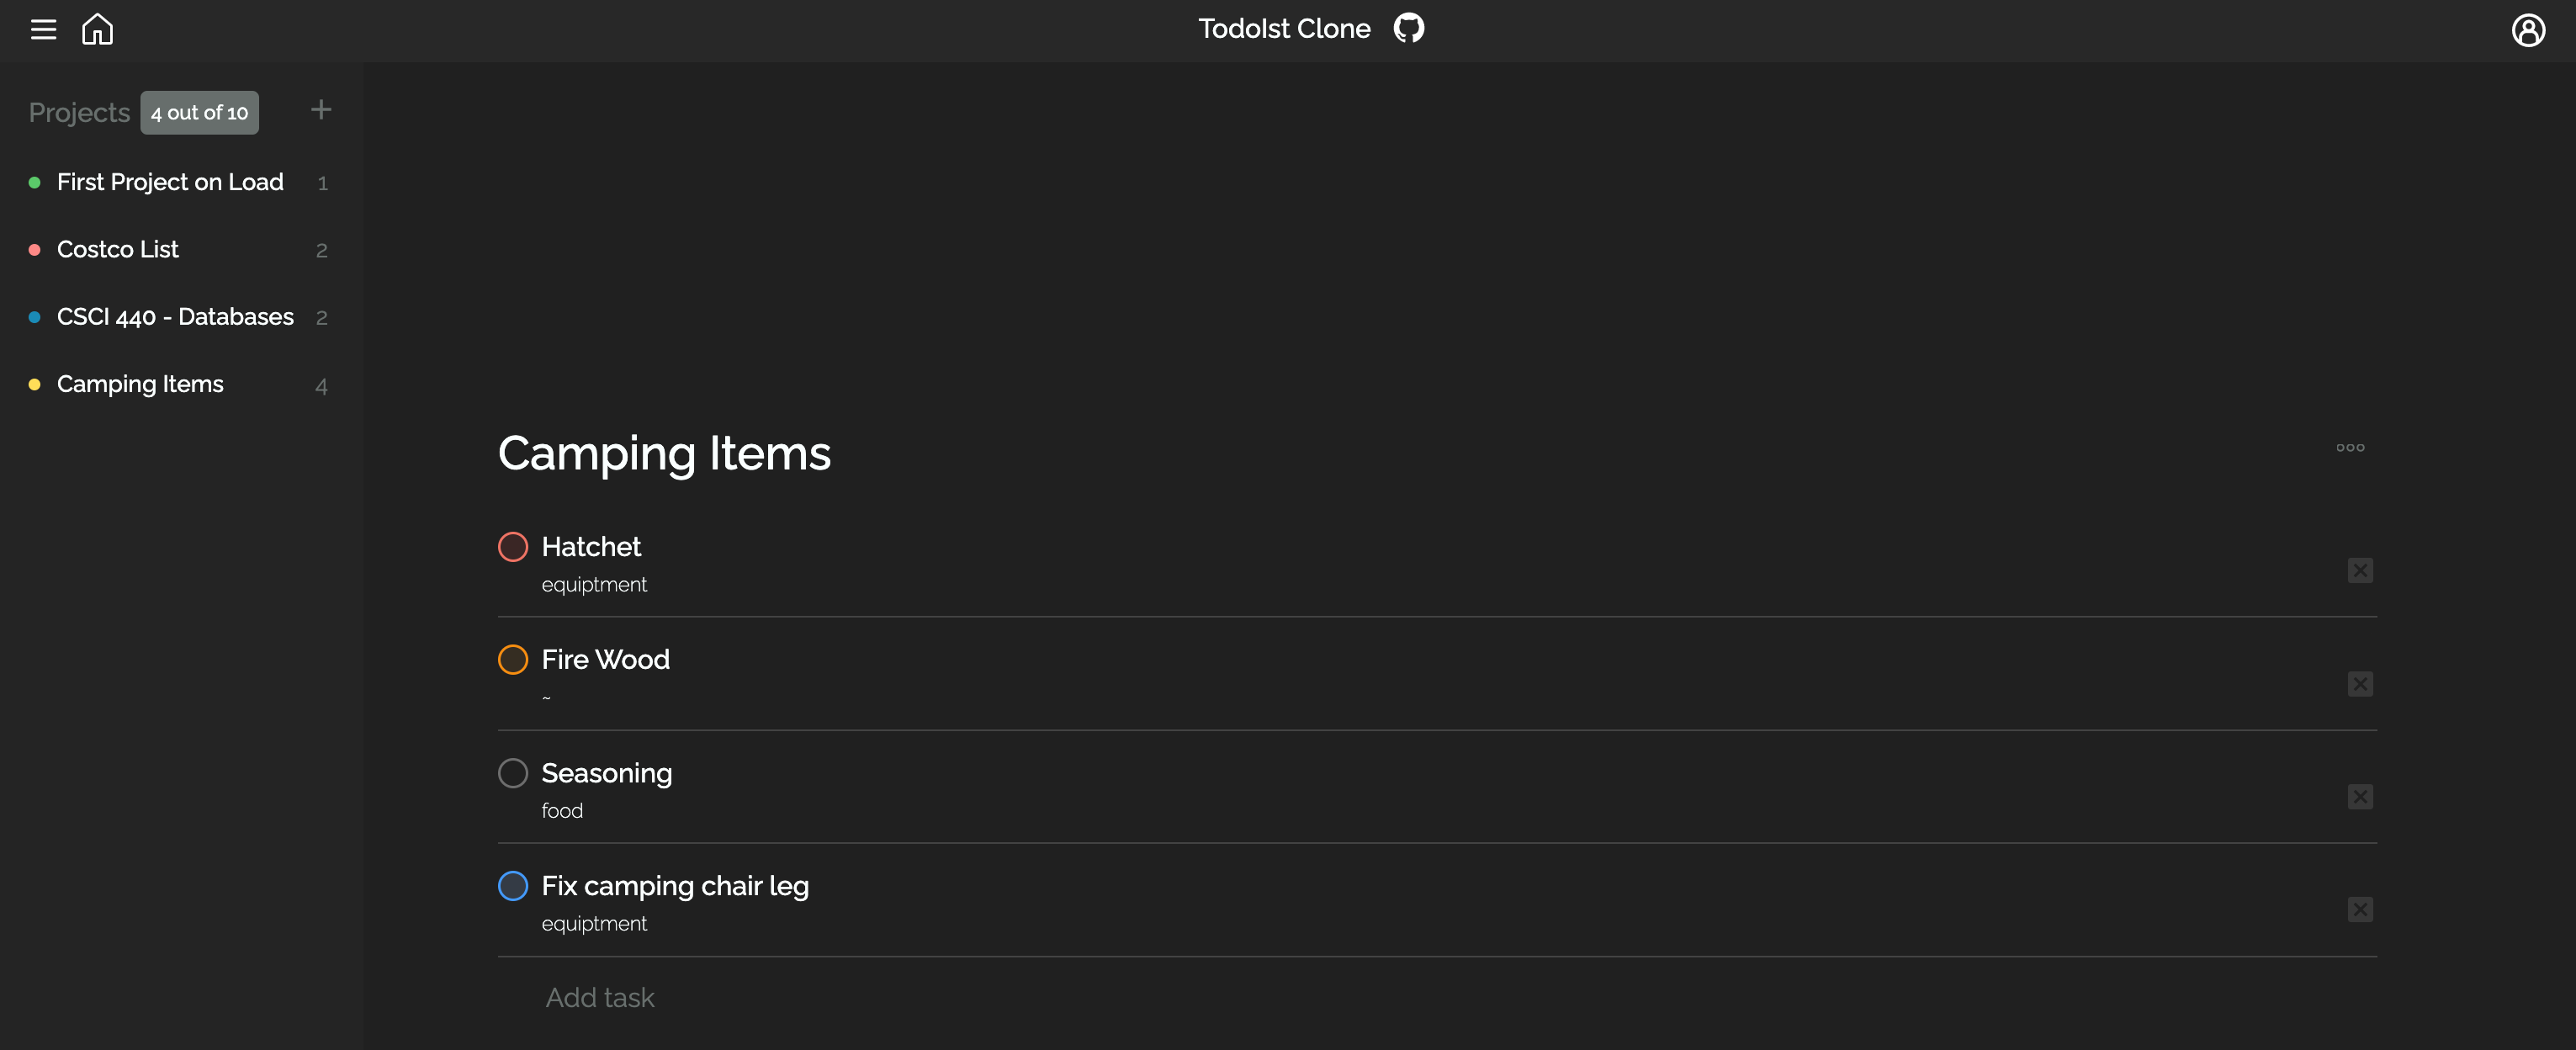 TodoIst Clone
Projects 4 out of 10 +
First Project on Load 1
Costco List 2
CSCI 440 - Databases 2
Camping Items 4
Camping Items
Hatchet
equiptment
Fire Wood
~
Seasoning
food
Fix camping chair leg
equiptment
Add task